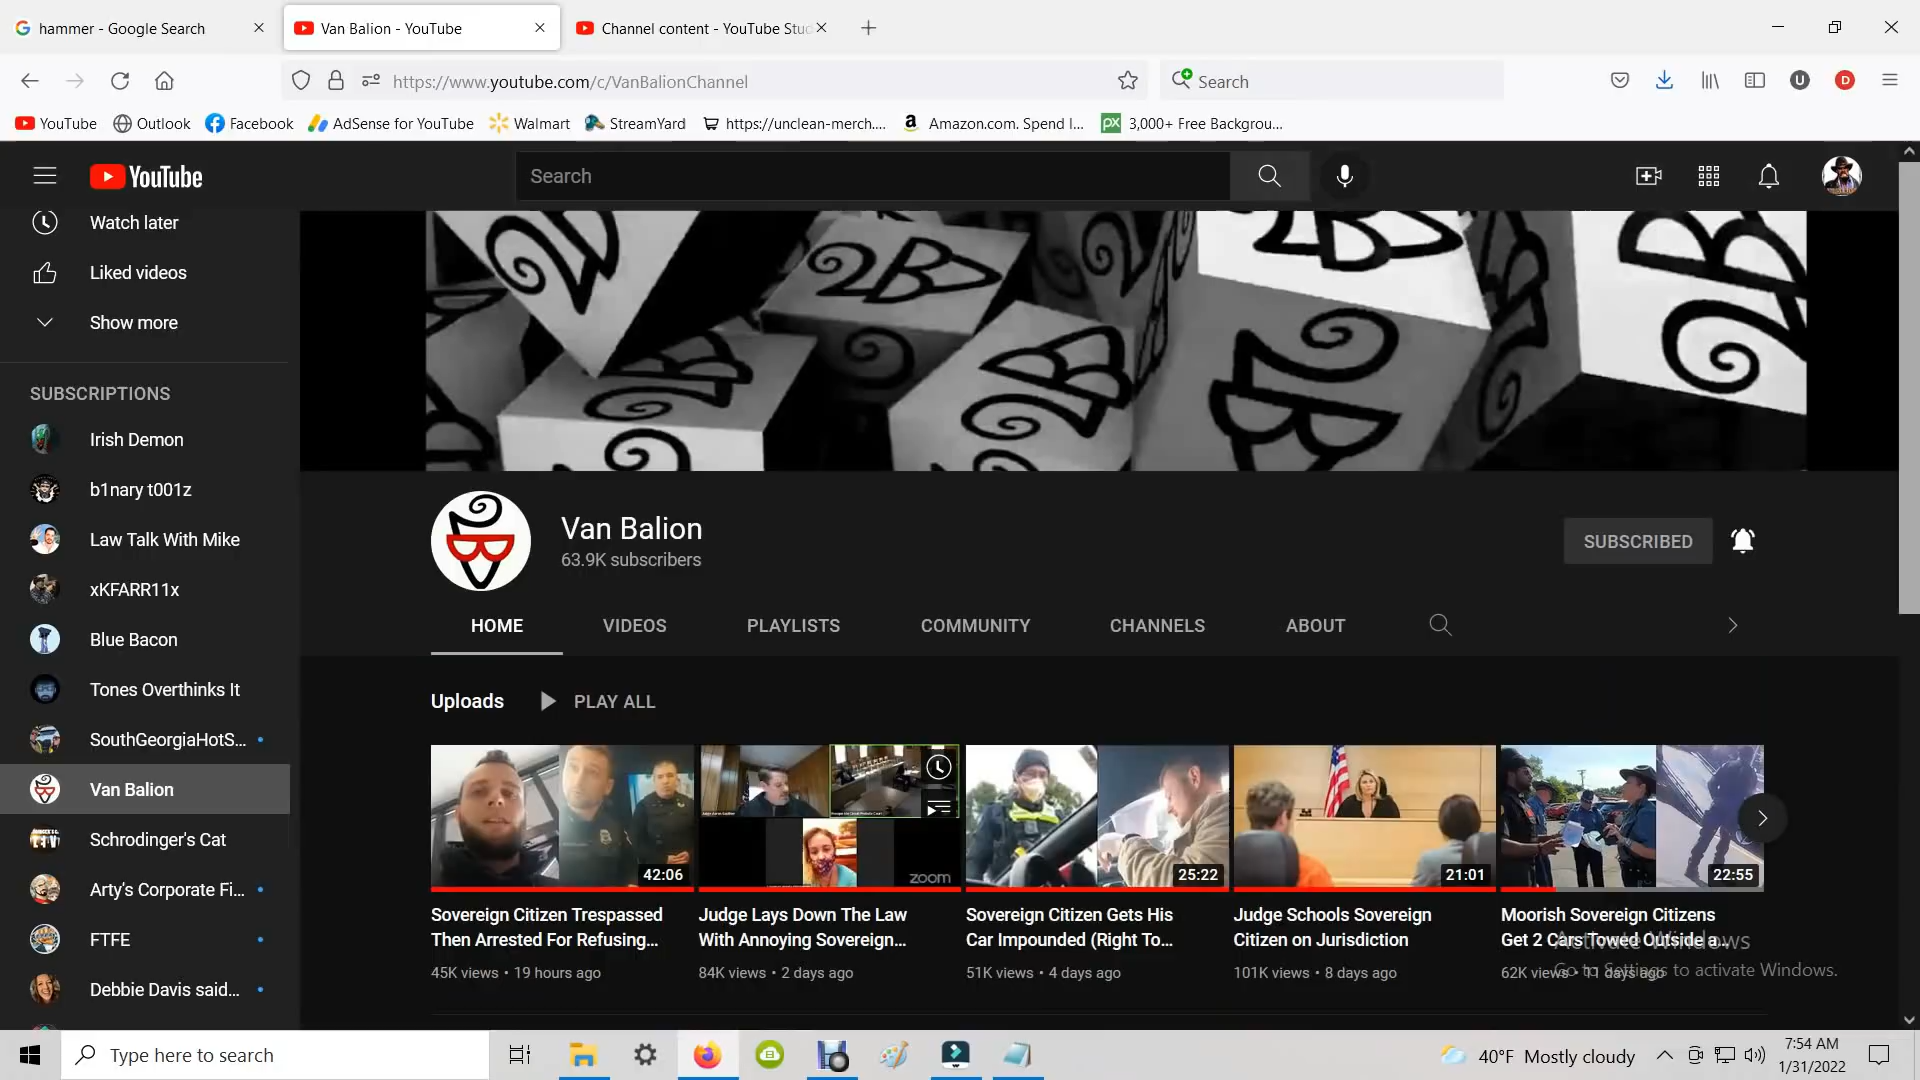 hammer - Google Search
Van Balion - YouTube
Channel content - YouTube Stud
https://www.youtube.com/c/VanBalionChannel
Search
YouTube
Outlook
Facebook
AdSense for YouTube
Walmart
StreamYard
https://unclean-merch....
Amazon.com. Spend l...
3,000+ Free Backgrou...
YouTube
Search
Watch later
Liked videos
Show more
SUBSCRIPTIONS
Irish Demon
b1nary t001z
Law Talk With Mike
xKFARR11x
Blue Bacon
Tones Overthinks It
SouthGeorgiaHotS...
Van Balion
Schrodinger's Cat
Arty's Corporate Fi...
FTFE
Debbie Davis said...
Van Balion
63.9K subscribers
SUBSCRIBED
HOME
VIDEOS
PLAYLISTS
COMMUNITY
CHANNELS
ABOUT
Uploads
PLAY ALL
42:06
zoom
25:22
21:01
22:55
Sovereign Citizen Trespassed
Then Arrested For Refusing...
45K views • 19 hours ago
Judge Lays Down The Law
With Annoying Sovereign...
84K views • 2 days ago
Sovereign Citizen Gets His
Car Impounded (Right To...
51K views • 4 days ago
Judge Schools Sovereign
Citizen on Jurisdiction
101K views • 8 days ago
Moorish Sovereign Citizens
Get 2 Cars Towed Outside a...
62K views • 11 days ago
Activate Windows
Go to Settings to activate Windows.
Type here to search
40°F Mostly cloudy
7:54 AM
1/31/2022